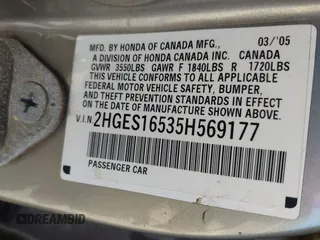 MFD. BY HONDA OF CANADA MFG., 03/'05
A DIVISION OF HONDA CANADA INC. CANADA
GVWR 3550LBS GAWR F 1840LBS R 1720LBS
THIS VEHICLE CONFORMS TO ALL APPLICABLE
FEDERAL MOTOR VEHICLE SAFETY, BUMPER,
AND THEFT PREVENTION STANDARDS IN EFFECT ON
THE DATE OF MANUFACTURE SHOWN ABOVE.
V.I.N. 2HGES16535H569177
PASSENGER CAR
DREAMBID